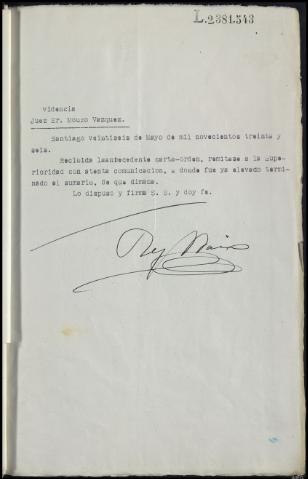 L.2381.543
Videncia
Juez Sr. Mouro Vazquez.
Santiago veintiseis de Mayo de mil novecientos treinta y
seis.
Recibida laantecedente carta-orden, remitase a la Supe-
rioridad con atenta comunicacion, a donde fue ya elevado termi-
nado el sumario, de que dimana.
Lo dispuso y firma S. S. y doy fe.